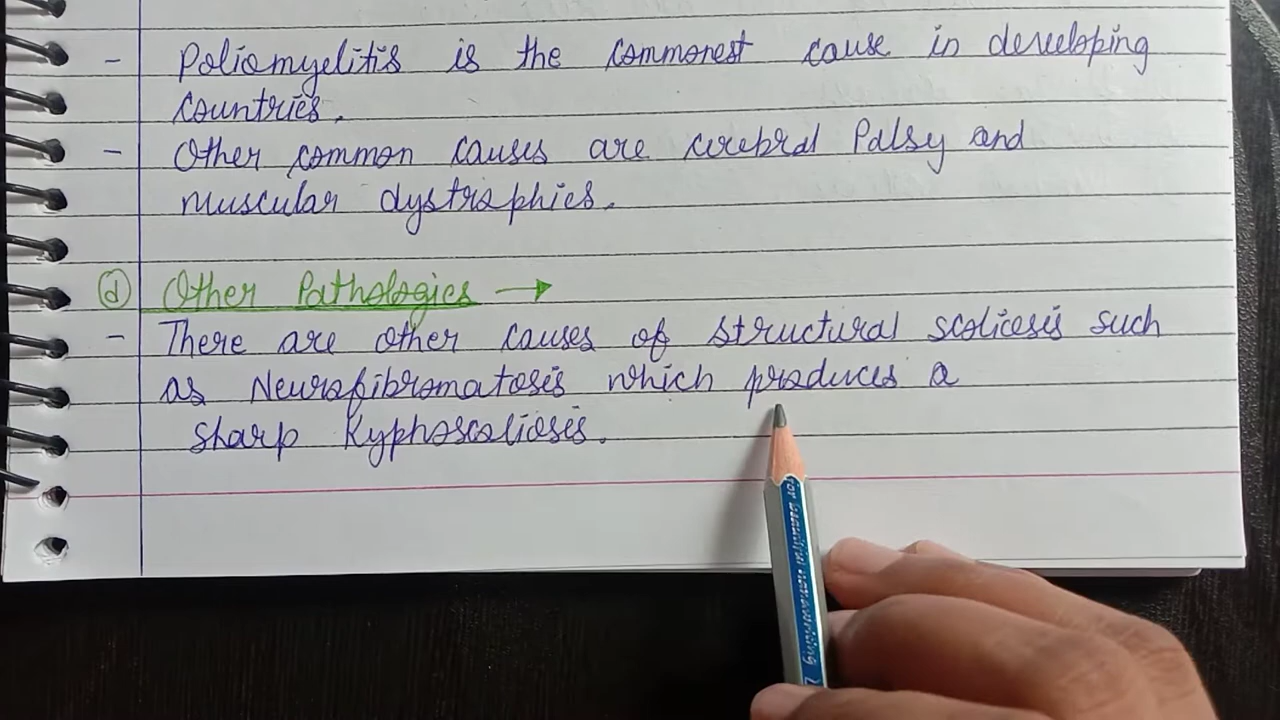 - Poliomyelitis is the commonest cause in developing
countries.
- Other common causes are cerebral Palsy and
muscular dystrophies.
d Other Pathologies →
- There are other causes of structural scoliosis such
as Neurofibromatosis which produces a
sharp Kyphoscoliosis.